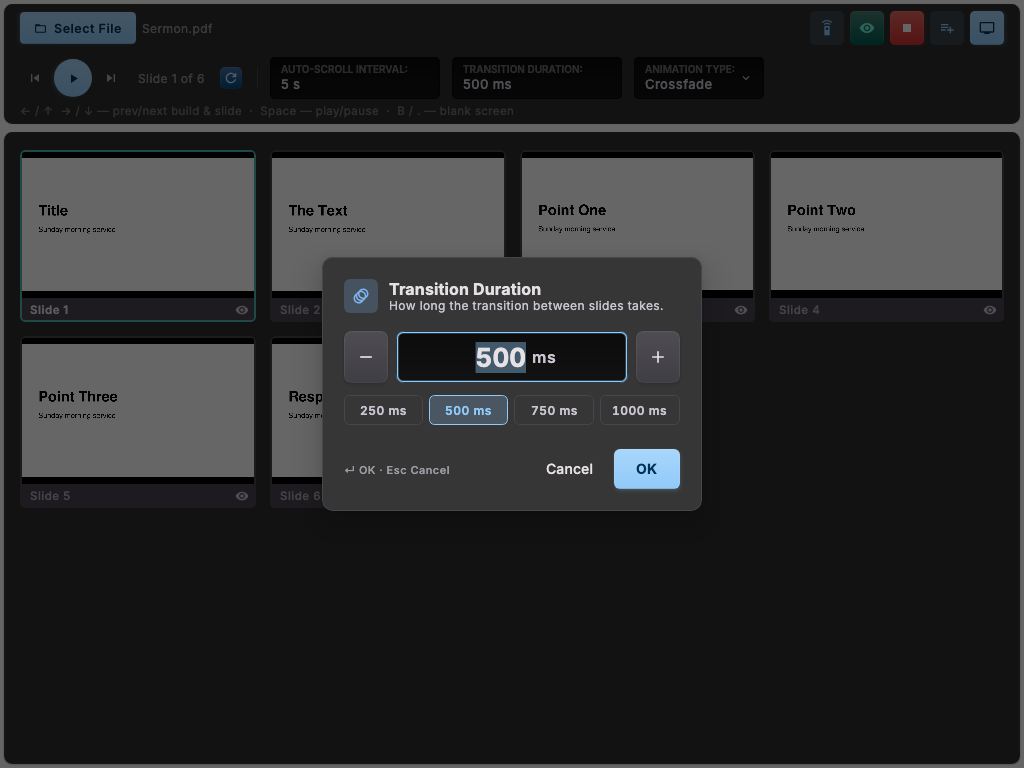 Select File
Sermon.pdf
Slide 1 of 6
AUTO-SCROLL INTERVAL:
5 s
TRANSITION DURATION:
500 ms
ANIMATION TYPE:
Crossfade
← / ↑ → / ↓ — prev/next build & slide · Space — play/pause · B / . — blank screen
Title
Sunday morning service
The Text
Sunday morning service
Point One
Sunday morning service
Point Two
Sunday morning service
Slide 1
Slide 2
Slide 4
Transition Duration
How long the transition between slides takes.
− 500 ms +
250 ms
500 ms
750 ms
1000 ms
↵ OK · Esc Cancel
Cancel
OK
Point Three
Sunday morning service
Resp
Sunday m
Slide 5
Slide 6